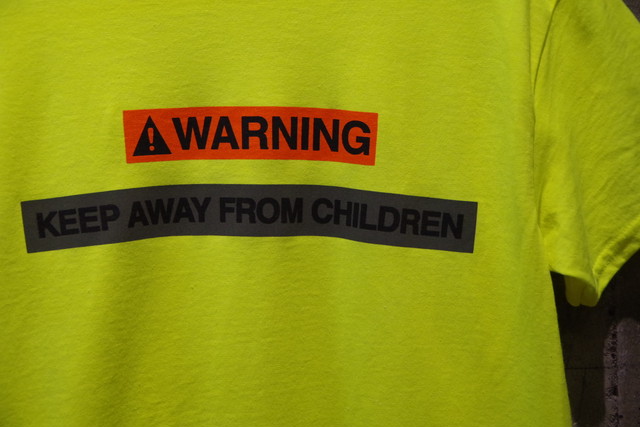 WARNING
KEEP AWAY FROM CHILDREN